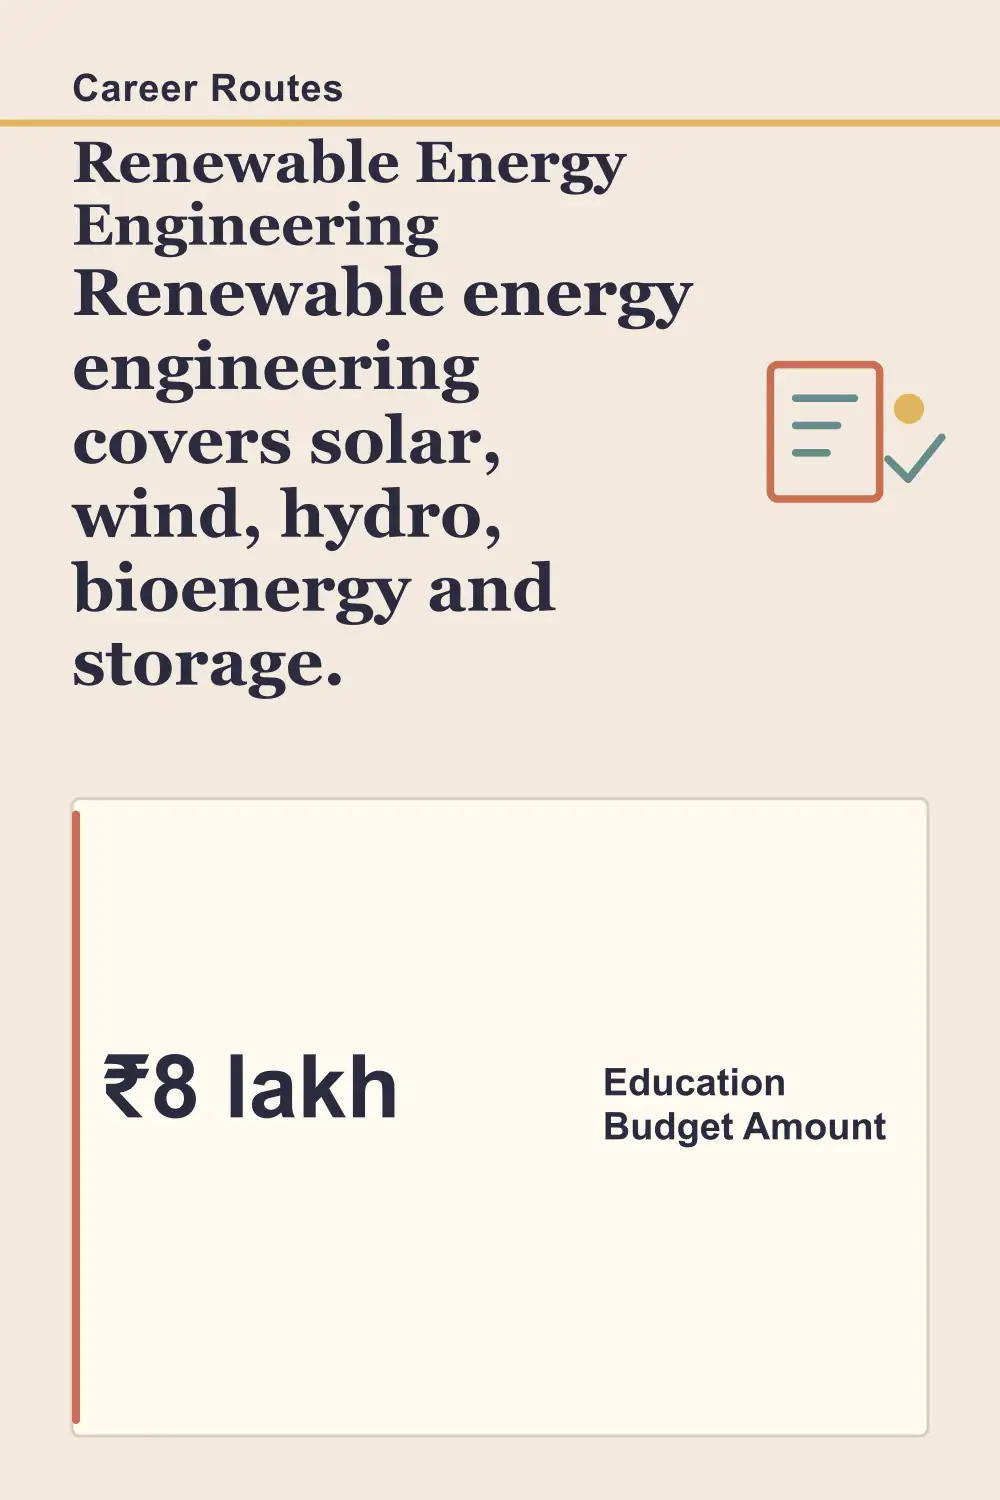 Career Routes
Renewable Energy
Engineering
Renewable energy
engineering
covers solar,
wind, hydro,
bioenergy and
storage.
₹8 lakh
Education
Budget Amount